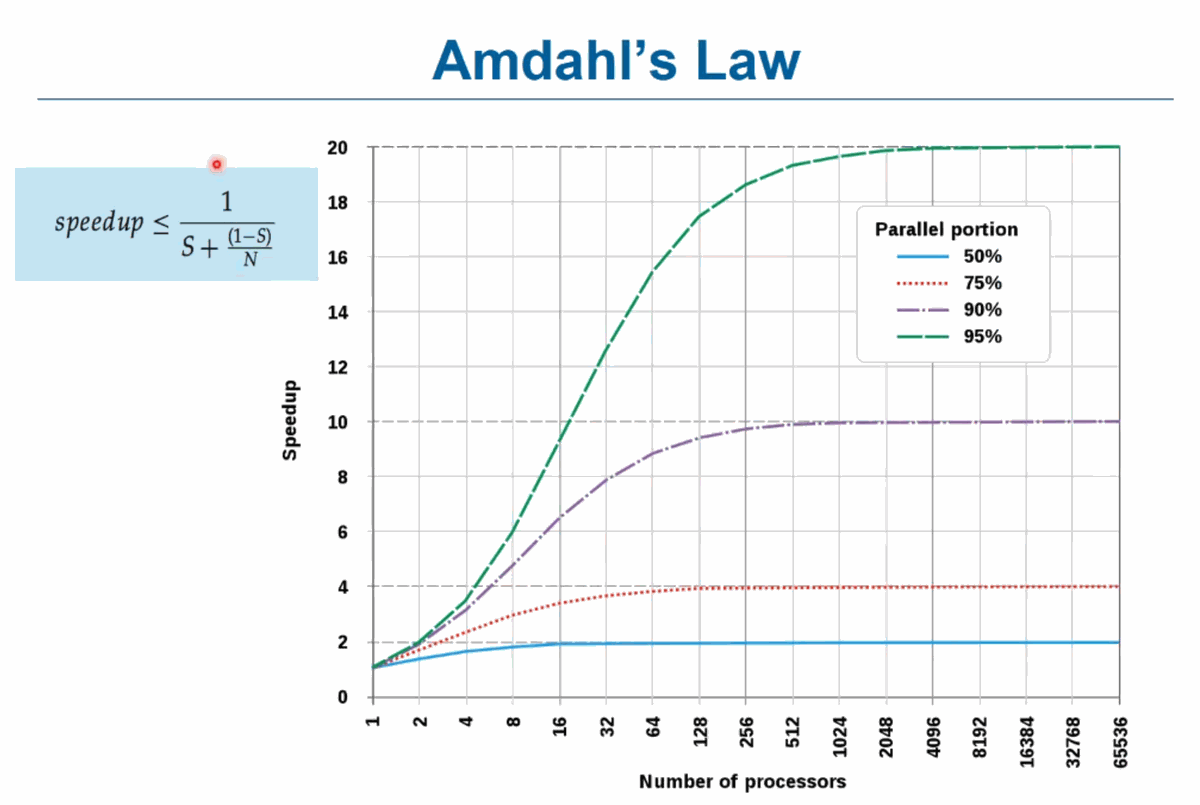 Amdahl’s Law
speedup ≤ 1 / (S + (1−S) / N)
20
18
16
14
12
10
8
6
4
2
0
Speedup
Parallel portion
50%
75%
90%
95%
1 2 4 8 16 32 64 128 256 512 1024 2048 4096 8192 16384 32768 65536
Number of processors